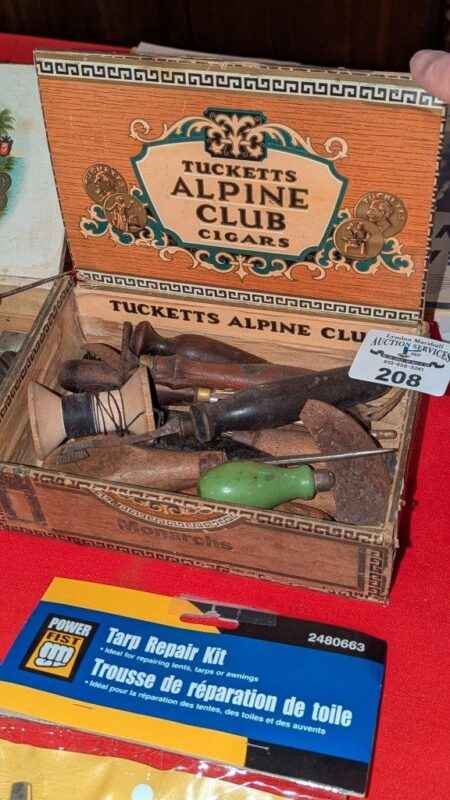 TUCKETTS
ALPINE
CLUB
CIGARS
TUCKETTS ALPINE CLUB
Lyndon Marshall
AUCTION SERVICES
208
Monarchs
POWER
FIST
Tarp Repair Kit
• Ideal for repairing tents, tarps or awnings
Trousse de réparation de toile
• Idéal pour la réparation des tentes, des toiles et des auvents
2480663